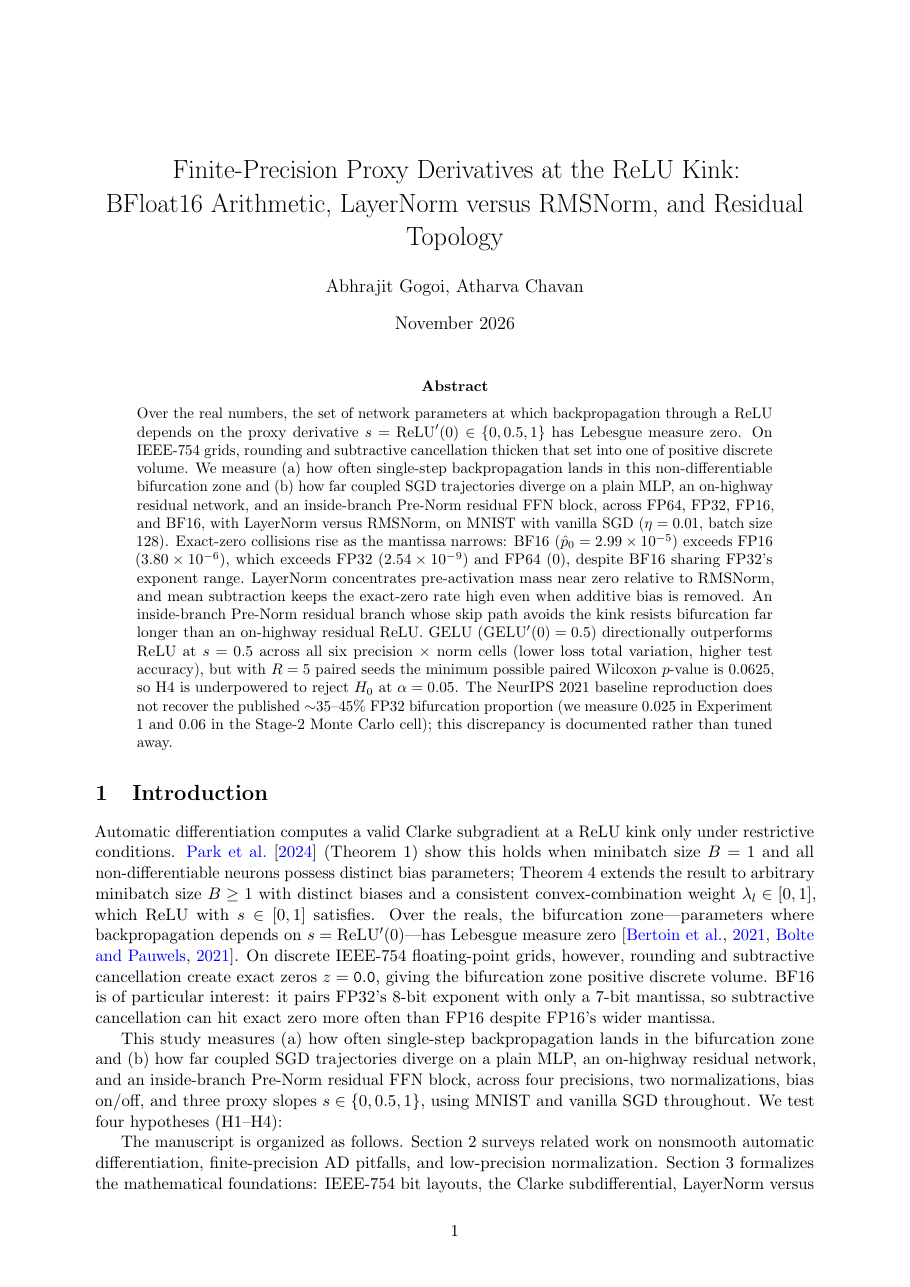 Finite-Precision Proxy Derivatives at the ReLU Kink:
BFloat16 Arithmetic, LayerNorm versus RMSNorm, and Residual
Topology
Abhrajit Gogoi, Atharva Chavan
November 2026
Abstract
Over the real numbers, the set of network parameters at which backpropagation through a ReLU
depends on the proxy derivative s = ReLU′(0) ∈ {0, 0.5, 1} has Lebesgue measure zero. On
IEEE-754 grids, rounding and subtractive cancellation thicken that set into one of positive discrete
volume. We measure (a) how often single-step backpropagation lands in this non-differentiable
bifurcation zone and (b) how far coupled SGD trajectories diverge on a plain MLP, an on-highway
residual network, and an inside-branch Pre-Norm residual FFN block, across FP64, FP32, FP16,
and BF16, with LayerNorm versus RMSNorm, on MNIST with vanilla SGD (η = 0.01, batch size
128). Exact-zero collisions rise as the mantissa narrows: BF16 (p̂₀ = 2.99 × 10⁻⁵) exceeds FP16
(3.80 × 10⁻⁶), which exceeds FP32 (2.54 × 10⁻⁹) and FP64 (0), despite BF16 sharing FP32's
exponent range. LayerNorm concentrates pre-activation mass near zero relative to RMSNorm,
and mean subtraction keeps the exact-zero rate high even when additive bias is removed. An
inside-branch Pre-Norm residual branch whose skip path avoids the kink resists bifurcation far
longer than an on-highway residual ReLU. GELU (GELU′(0) = 0.5) directionally outperforms
ReLU at s = 0.5 across all six precision × norm cells (lower loss total variation, higher test
accuracy), but with R = 5 paired seeds the minimum possible paired Wilcoxon p-value is 0.0625,
so H4 is underpowered to reject H₀ at α = 0.05. The NeurIPS 2021 baseline reproduction does
not recover the published ∼35–45% FP32 bifurcation proportion (we measure 0.025 in Experiment
1 and 0.06 in the Stage-2 Monte Carlo cell); this discrepancy is documented rather than tuned
away.
1 Introduction
Automatic differentiation computes a valid Clarke subgradient at a ReLU kink only under restrictive
conditions. Park et al. [2024] (Theorem 1) show this holds when minibatch size B = 1 and all
non-differentiable neurons possess distinct bias parameters; Theorem 4 extends the result to arbitrary
minibatch size B ≥ 1 with distinct biases and a consistent convex-combination weight λₗ ∈ [0, 1],
which ReLU with s ∈ [0, 1] satisfies. Over the reals, the bifurcation zone—parameters where
backpropagation depends on s = ReLU′(0)—has Lebesgue measure zero [Bertoin et al., 2021, Bolte
and Pauwels, 2021]. On discrete IEEE-754 floating-point grids, however, rounding and subtractive
cancellation create exact zeros z = 0.0, giving the bifurcation zone positive discrete volume. BF16
is of particular interest: it pairs FP32's 8-bit exponent with only a 7-bit mantissa, so subtractive
cancellation can hit exact zero more often than FP16 despite FP16's wider mantissa.
This study measures (a) how often single-step backpropagation lands in the bifurcation zone
and (b) how far coupled SGD trajectories diverge on a plain MLP, an on-highway residual network,
and an inside-branch Pre-Norm residual FFN block, across four precisions, two normalizations, bias
on/off, and three proxy slopes s ∈ {0, 0.5, 1}, using MNIST and vanilla SGD throughout. We test
four hypotheses (H1–H4):
The manuscript is organized as follows. Section 2 surveys related work on nonsmooth automatic
differentiation, finite-precision AD pitfalls, and low-precision normalization. Section 3 formalizes
the mathematical foundations: IEEE-754 bit layouts, the Clarke subdifferential, LayerNorm versus
1